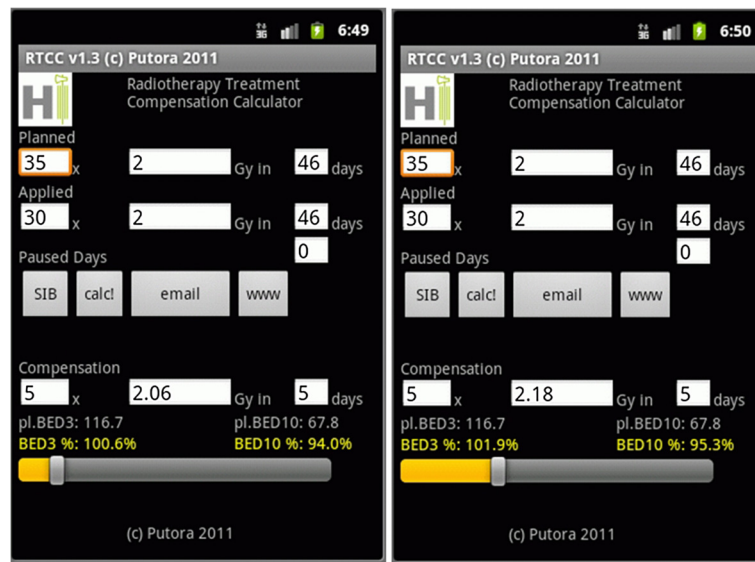 3G 6:49
RTCC v1.3 (c) Putora 2011
HI
Radiotherapy Treatment
Compensation Calculator
Planned
35 x 2 Gy in 46 days
Applied
30 x 2 Gy in 46 days
0
Paused Days
SIB calc! email www
Compensation
5 x 2.06 Gy in 5 days
pl.BED3: 116.7 pl.BED10: 67.8
BED3 %: 100.6% BED10 %: 94.0%
(c) Putora 2011
3G 6:50
RTCC v1.3 (c) Putora 2011
HI
Radiotherapy Treatment
Compensation Calculator
Planned
35 x 2 Gy in 46 days
Applied
30 x 2 Gy in 46 days
0
Paused Days
SIB calc! email www
Compensation
5 x 2.18 Gy in 5 days
pl.BED3: 116.7 pl.BED10: 67.8
BED3 %: 101.9% BED10 %: 95.3%
(c) Putora 2011